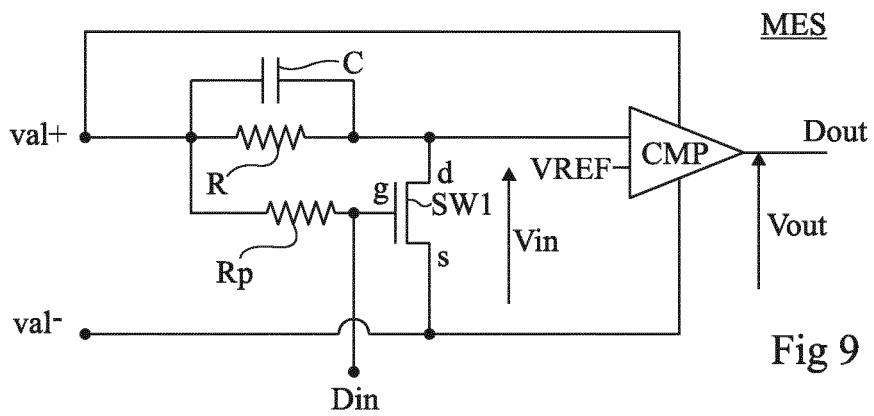 MES
C
val+
R
d
g
SW1
Rp
s
VREF
CMP
Dout
Vin
Vout
val-
Din
Fig 9